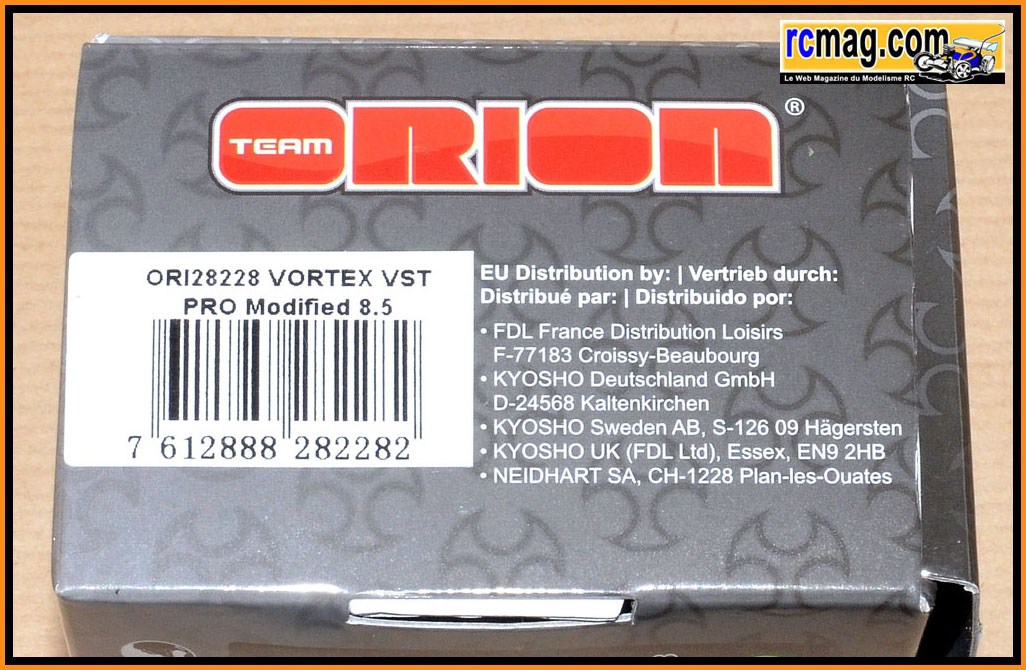 rcmag.com
Le Web Magazine du Modelisme RC
TEAM ORION ®
ORI28228 VORTEX VST
PRO Modified 8.5
7 612888 282282
EU Distribution by: | Vertrieb durch:
Distribué par: | Distribuido por:
• FDL France Distribution Loisirs
F-77183 Croissy-Beaubourg
• KYOSHO Deutschland GmbH
D-24568 Kaltenkirchen
• KYOSHO Sweden AB, S-126 09 Hägersten
• KYOSHO UK (FDL Ltd), Essex, EN9 2HB
• NEIDHART SA, CH-1228 Plan-les-Ouates